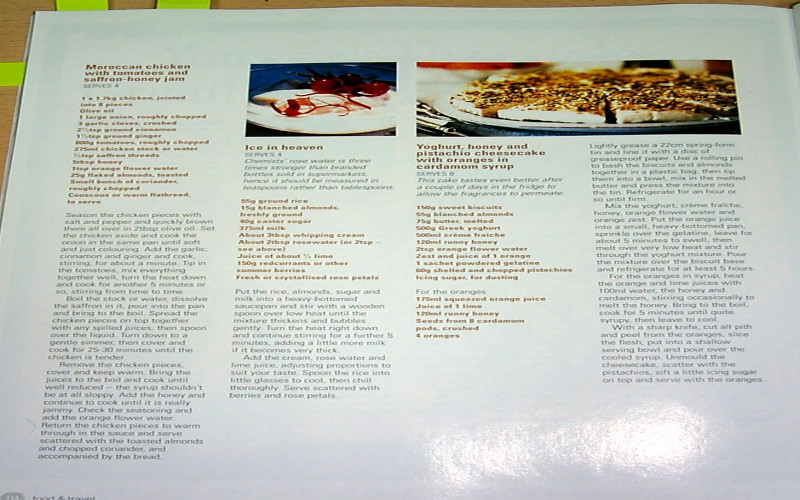 Moroccan chicken
with tomatoes and
saffron-honey jam
SERVES 4
1 x 1.7kg chicken, jointed
into 8 pieces
Olive oil
1 large onion, roughly chopped
3 garlic cloves, crushed
2½tsp ground cinnamon
1½tsp ground ginger
800g tomatoes, roughly chopped
275ml chicken stock or water
½tsp saffron threads
5tbsp honey
1tsp orange flower water
25g flaked almonds, toasted
Small bunch of coriander,
roughly chopped
Couscous or warm flatbread,
to serve
Season the chicken pieces with
salt and pepper and quickly brown
them all over in 2tbsp olive oil. Set
the chicken aside and cook the
onion in the same pan until soft
and just colouring. Add the garlic,
cinnamon and ginger and cook,
stirring, for about a minute. Tip in
the tomatoes, mix everything
together well, turn the heat down
and cook for another 5 minutes or
so, stirring from time to time.
Boil the stock or water, dissolve
the saffron in it, pour into the pan
and bring to the boil. Spread the
chicken pieces on top together
with any spilled juices, then spoon
over the liquid. Turn down to a
gentle simmer, then cover and
cook for 25-30 minutes until the
chicken is tender.
Remove the chicken pieces,
cover and keep warm. Bring the
juices to the boil and cook until
well reduced – the syrup shouldn't
be at all sloppy. Add the honey and
continue to cook until it is really
jammy. Check the seasoning and
add the orange flower water.
Return the chicken pieces to warm
through in the sauce and serve
scattered with the toasted almonds
and chopped coriander, and
accompanied by the bread.
Ice in heaven
SERVES 4
Chemists' rose water is three
times stronger than branded
bottles sold in supermarkets,
hence it should be measured in
teaspoons rather than tablespoons.
55g ground rice
15g blanched almonds,
freshly ground
40g caster sugar
375ml milk
About 3tbsp whipping cream
About 2tbsp rosewater (or 2tsp –
see above)
Juice of about ½ lime
150g redcurrants or other
summer berries
Fresh or crystallised rose petals
Put the rice, almonds, sugar and
milk into a heavy-bottomed
saucepan and stir with a wooden
spoon over low heat until the
mixture thickens and bubbles
gently. Turn the heat right down
and continue stirring for a further 5
minutes, adding a little more milk
if it becomes very thick.
Add the cream, rose water and
lime juice, adjusting proportions to
suit your taste. Spoon the rice into
little glasses to cool, then chill
thoroughly. Serve scattered with
berries and rose petals.
Yoghurt, honey and
pistachio cheesecake
with oranges in
cardamom syrup
SERVES 8
This cake tastes even better after
a couple of days in the fridge to
allow the fragrances to permeate.
150g sweet biscuits
55g blanched almonds
75g butter, melted
500g Greek yoghurt
500ml crème fraîche
120ml runny honey
2tsp orange flower water
Zest and juice of 1 orange
1 sachet powdered gelatine
60g shelled and chopped pistachios
Icing sugar, for dusting
For the oranges
175ml squeezed orange juice
Juice of 1 lime
120ml runny honey
Seeds from 8 cardamom
pods, crushed
4 oranges
Lightly grease a 22cm spring-form
tin and line it with a disc of
greaseproof paper. Use a rolling pin
to bash the biscuits and almonds
together in a plastic bag, then tip
them into a bowl, mix in the melted
butter and press the mixture into
the tin. Refrigerate for an hour or
so until firm.
Mix the yoghurt, crème fraîche,
honey, orange flower water and
orange zest. Put the orange juice
into a small, heavy-bottomed pan,
sprinkle over the gelatine, leave for
about 5 minutes to swell, then
melt over very low heat and stir
through the yoghurt mixture. Pour
the mixture over the biscuit base
and refrigerate for at least 5 hours.
For the oranges in syrup, heat
the orange and lime juices with
100ml water, the honey and
cardamom, stirring occasionally to
melt the honey. Bring to the boil,
cook for 5 minutes until quite
syrupy, then leave to cool.
With a sharp knife, cut all pith
and peel from the oranges, slice
the flesh, put into a shallow
serving bowl and pour over the
cooled syrup. Unmould the
cheesecake, scatter with the
pistachios, sift a little icing sugar
on top and serve with the oranges.
food & travel